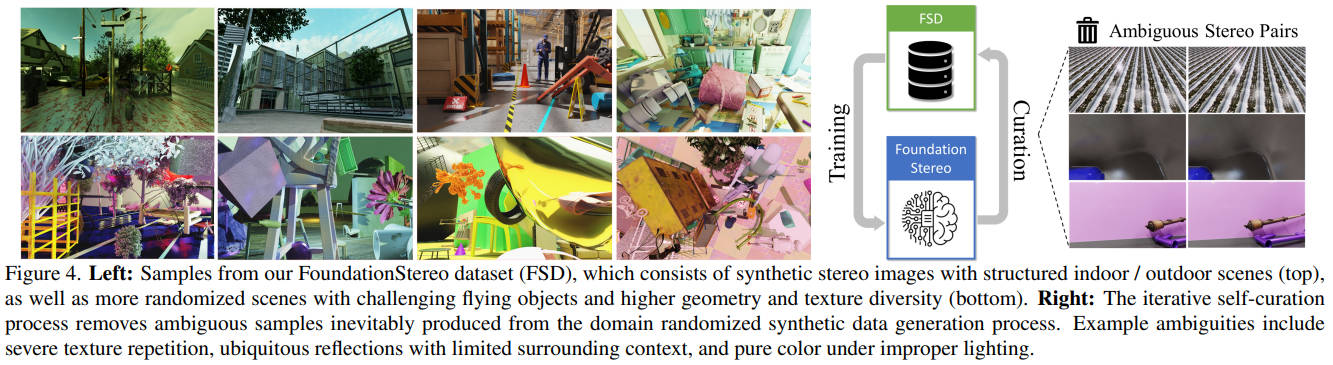 FSD
Training
Foundation
Stereo
Curation
Ambiguous Stereo Pairs
Figure 4. Left: Samples from our FoundationStereo dataset (FSD), which consists of synthetic stereo images with structured indoor / outdoor scenes (top),
as well as more randomized scenes with challenging flying objects and higher geometry and texture diversity (bottom). Right: The iterative self-curation
process removes ambiguous samples inevitably produced from the domain randomized synthetic data generation process. Example ambiguities include
severe texture repetition, ubiquitous reflections with limited surrounding context, and pure color under improper lighting.